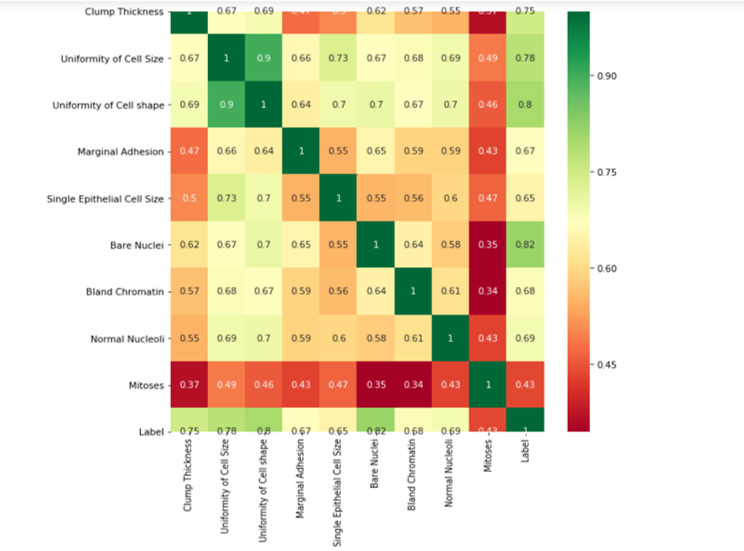 Clump Thickness 1 0.67 0.69 0.47 0.5 0.62 0.57 0.55 0.37 0.75
Uniformity of Cell Size 0.67 1 0.9 0.66 0.73 0.67 0.68 0.69 0.49 0.78
Uniformity of Cell shape 0.69 0.9 1 0.64 0.7 0.7 0.67 0.7 0.46 0.8
Marginal Adhesion 0.47 0.66 0.64 1 0.55 0.65 0.59 0.59 0.43 0.67
Single Epithelial Cell Size 0.5 0.73 0.7 0.55 1 0.55 0.56 0.6 0.47 0.65
Bare Nuclei 0.62 0.67 0.7 0.65 0.55 1 0.64 0.58 0.35 0.82
Bland Chromatin 0.57 0.68 0.67 0.59 0.56 0.64 1 0.61 0.34 0.68
Normal Nucleoli 0.55 0.69 0.7 0.59 0.6 0.58 0.61 1 0.43 0.69
Mitoses 0.37 0.49 0.46 0.43 0.47 0.35 0.34 0.43 1 0.43
Label 0.75 0.78 0.8 0.67 0.65 0.82 0.68 0.69 0.43 1
Clump Thickness
Uniformity of Cell Size
Uniformity of Cell shape
Marginal Adhesion
Single Epithelial Cell Size
Bare Nuclei
Bland Chromatin
Normal Nucleoli
Mitoses
Label
0.90
0.75
0.60
0.45